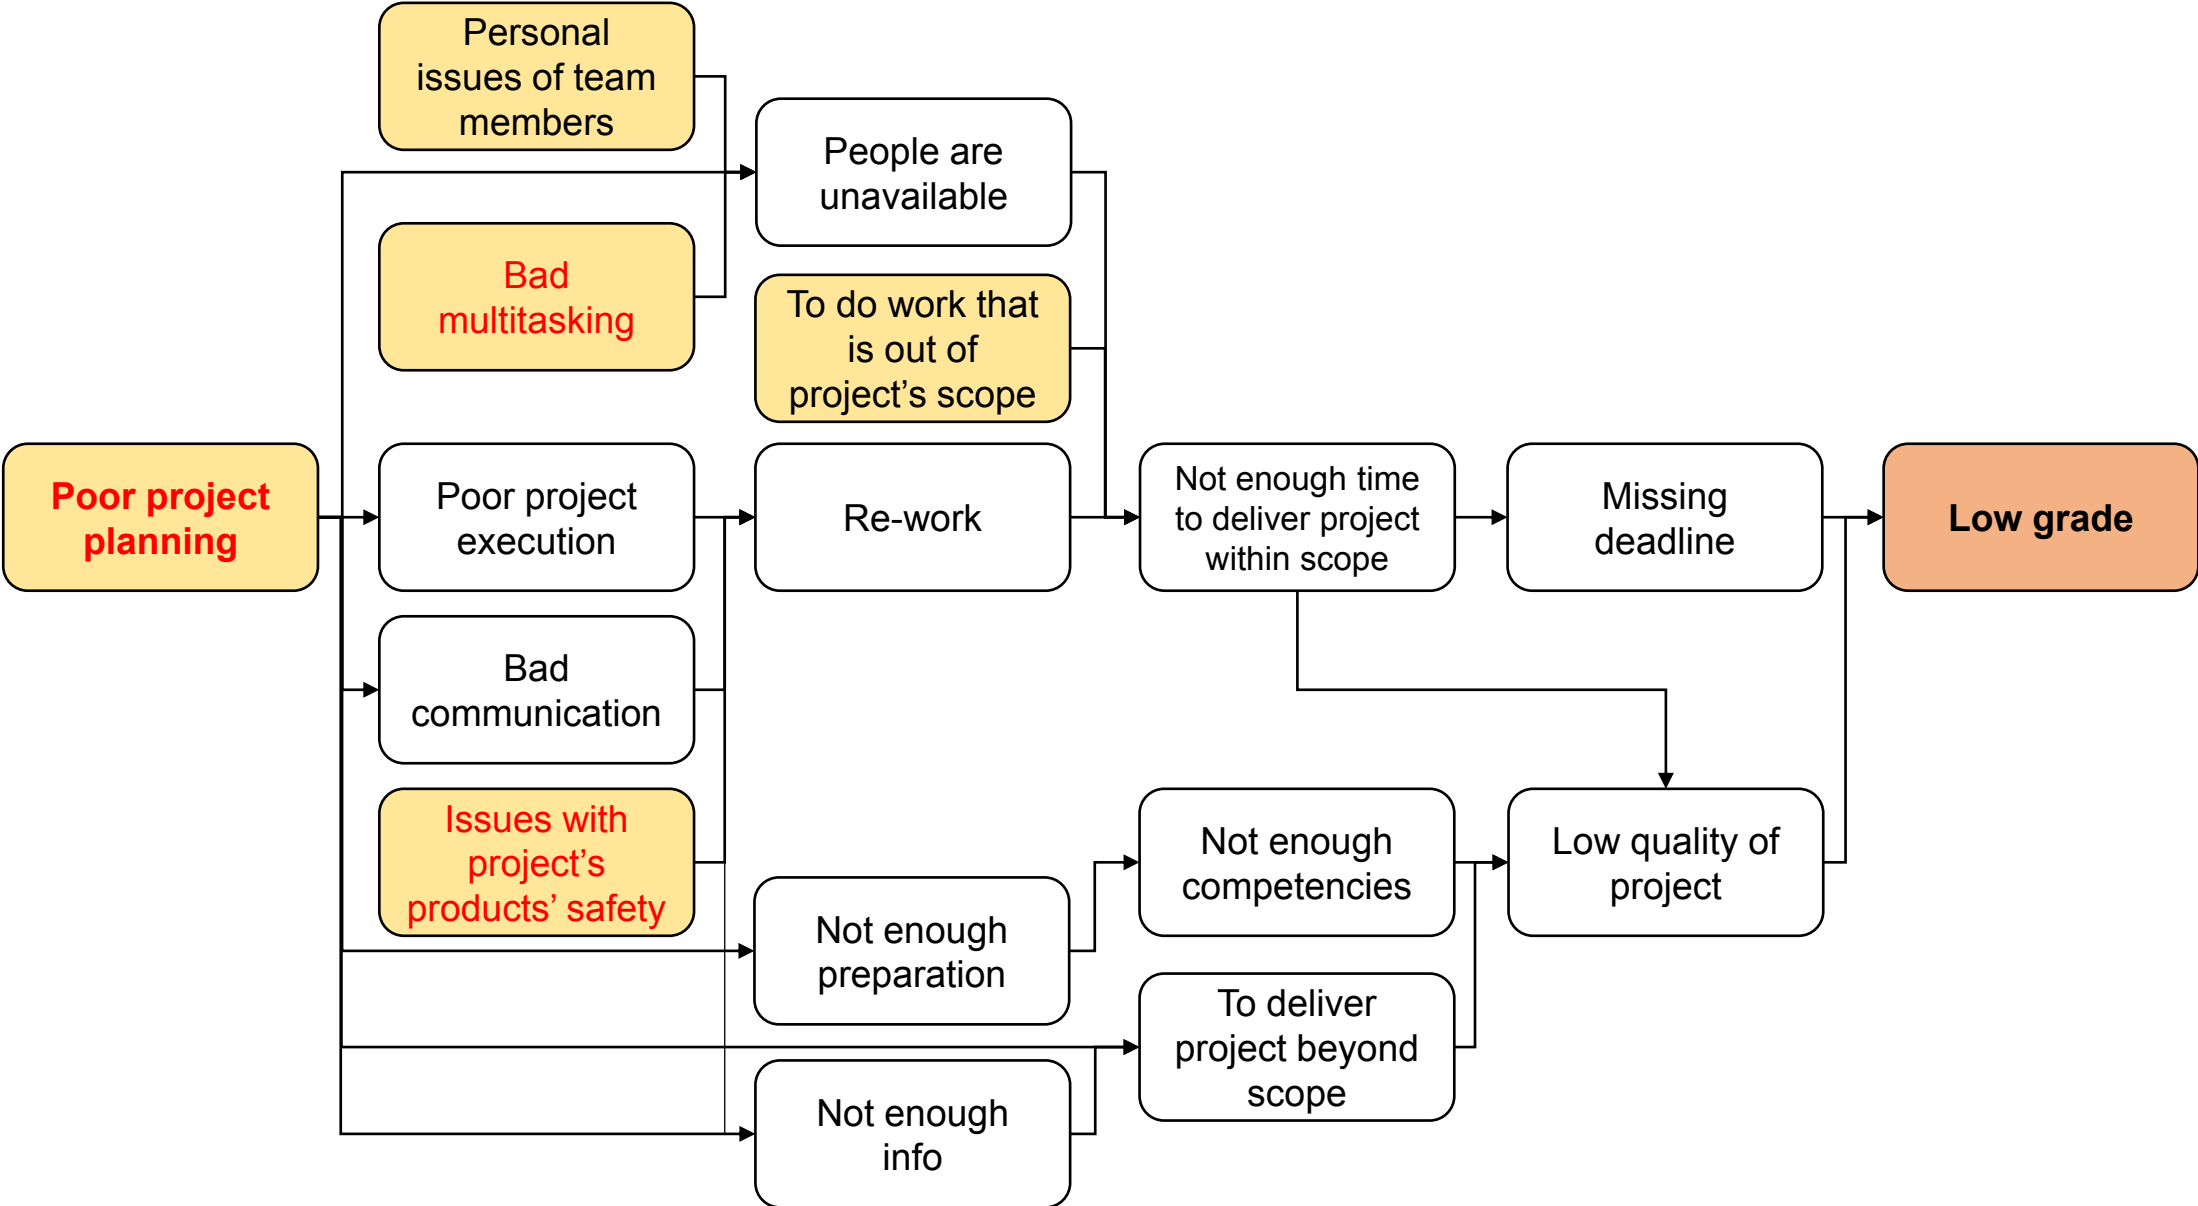 Personal
issues of team
members
People are
unavailable
Bad
multitasking
To do work that
is out of
project’s scope
Poor project
planning
Poor project
execution
Re-work
Not enough time
to deliver project
within scope
Missing
deadline
Low grade
Bad
communication
Issues with
project’s
products’ safety
Not enough
preparation
Not enough
competencies
Low quality of
project
To deliver
project beyond
scope
Not enough
info